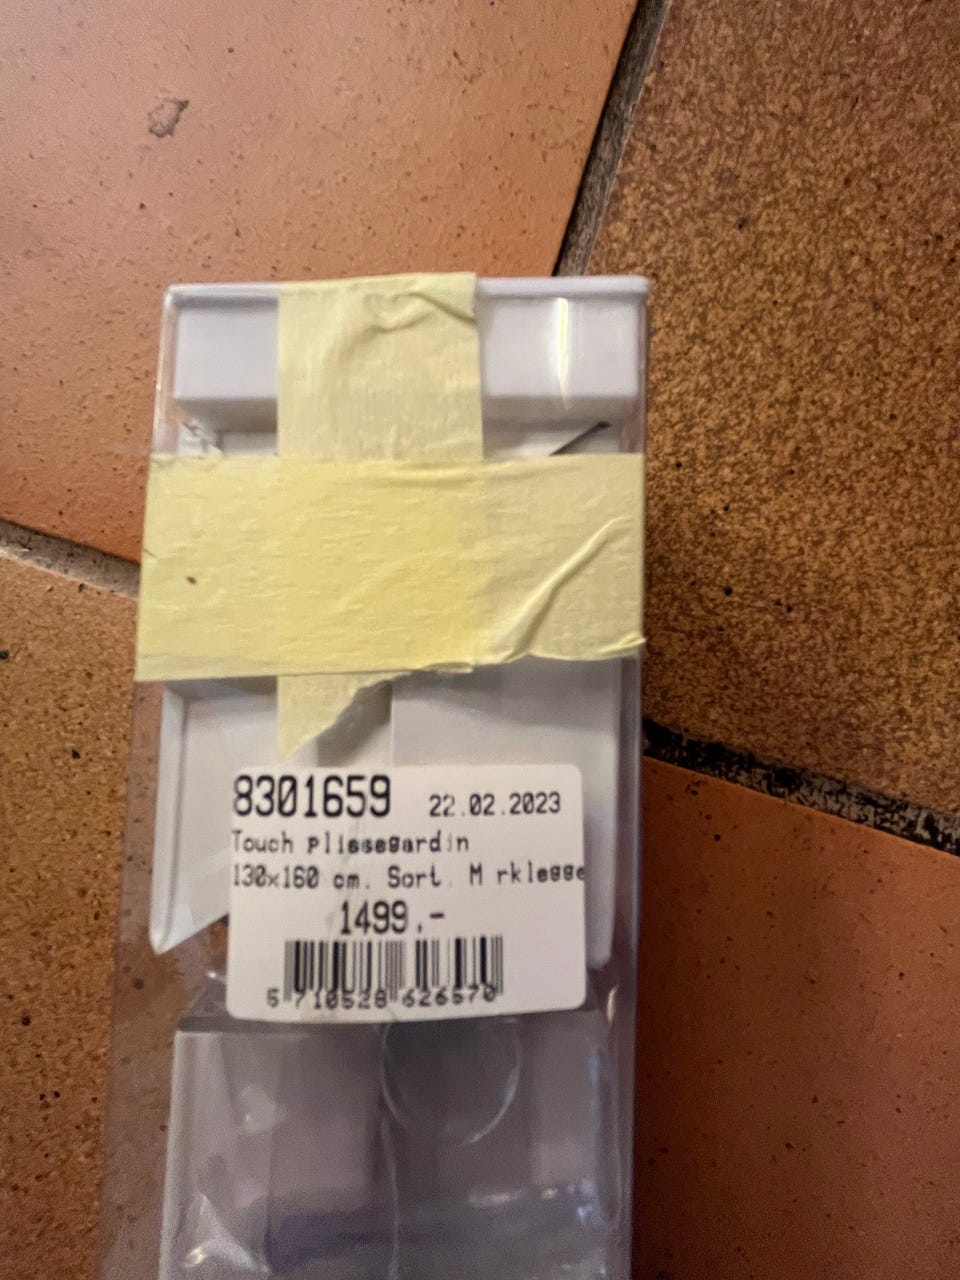 8301659 22.02.2023
Touch plissegardin
130x160 cm. Sort. M rklegge
1499.-
5 710528 626570